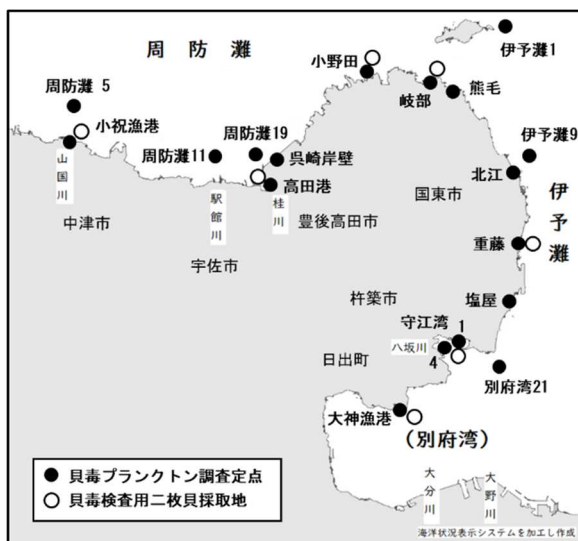 周防灘
伊予灘1
小野田
岐部
熊毛
周防灘 5
小祝漁港
周防灘19
周防灘11
呉崎岸壁
高田港
伊予灘9
北江
伊予灘
山国川
中津市
駅館川
桂川
豊後高田市
国東市
宇佐市
重藤
杵築市
塩屋
守江湾
1
八坂川
4
日出町
別府湾21
大神漁港
(別府湾)
大分川
大野川
● 貝毒プランクトン調査定点
○ 貝毒検査用二枚貝採取地
海洋状況表示システムを加工し作成